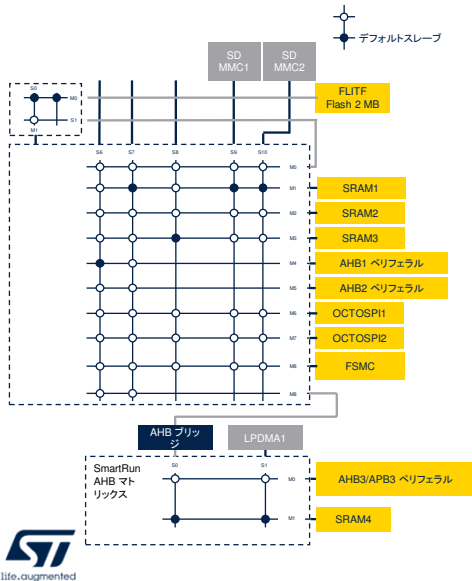 デフォルトスレーブ
SD
MMC1
SD
MMC2
FLITF
Flash 2 MB
S0
M0
S1
M1
S6
S7
S8
S9
S10
M0
M1
SRAM1
M2
SRAM2
M3
SRAM3
M4
AHB1 ペリフェラル
M5
AHB2 ペリフェラル
M6
OCTOSPI1
M7
OCTOSPI2
M8
FSMC
M8
AHB ブリッ
ジ
LPDMA1
SmartRun
AHB マト
リックス
S0
S1
M0
AHB3/APB3 ペリフェラル
M1
SRAM4
ST
life.augmented